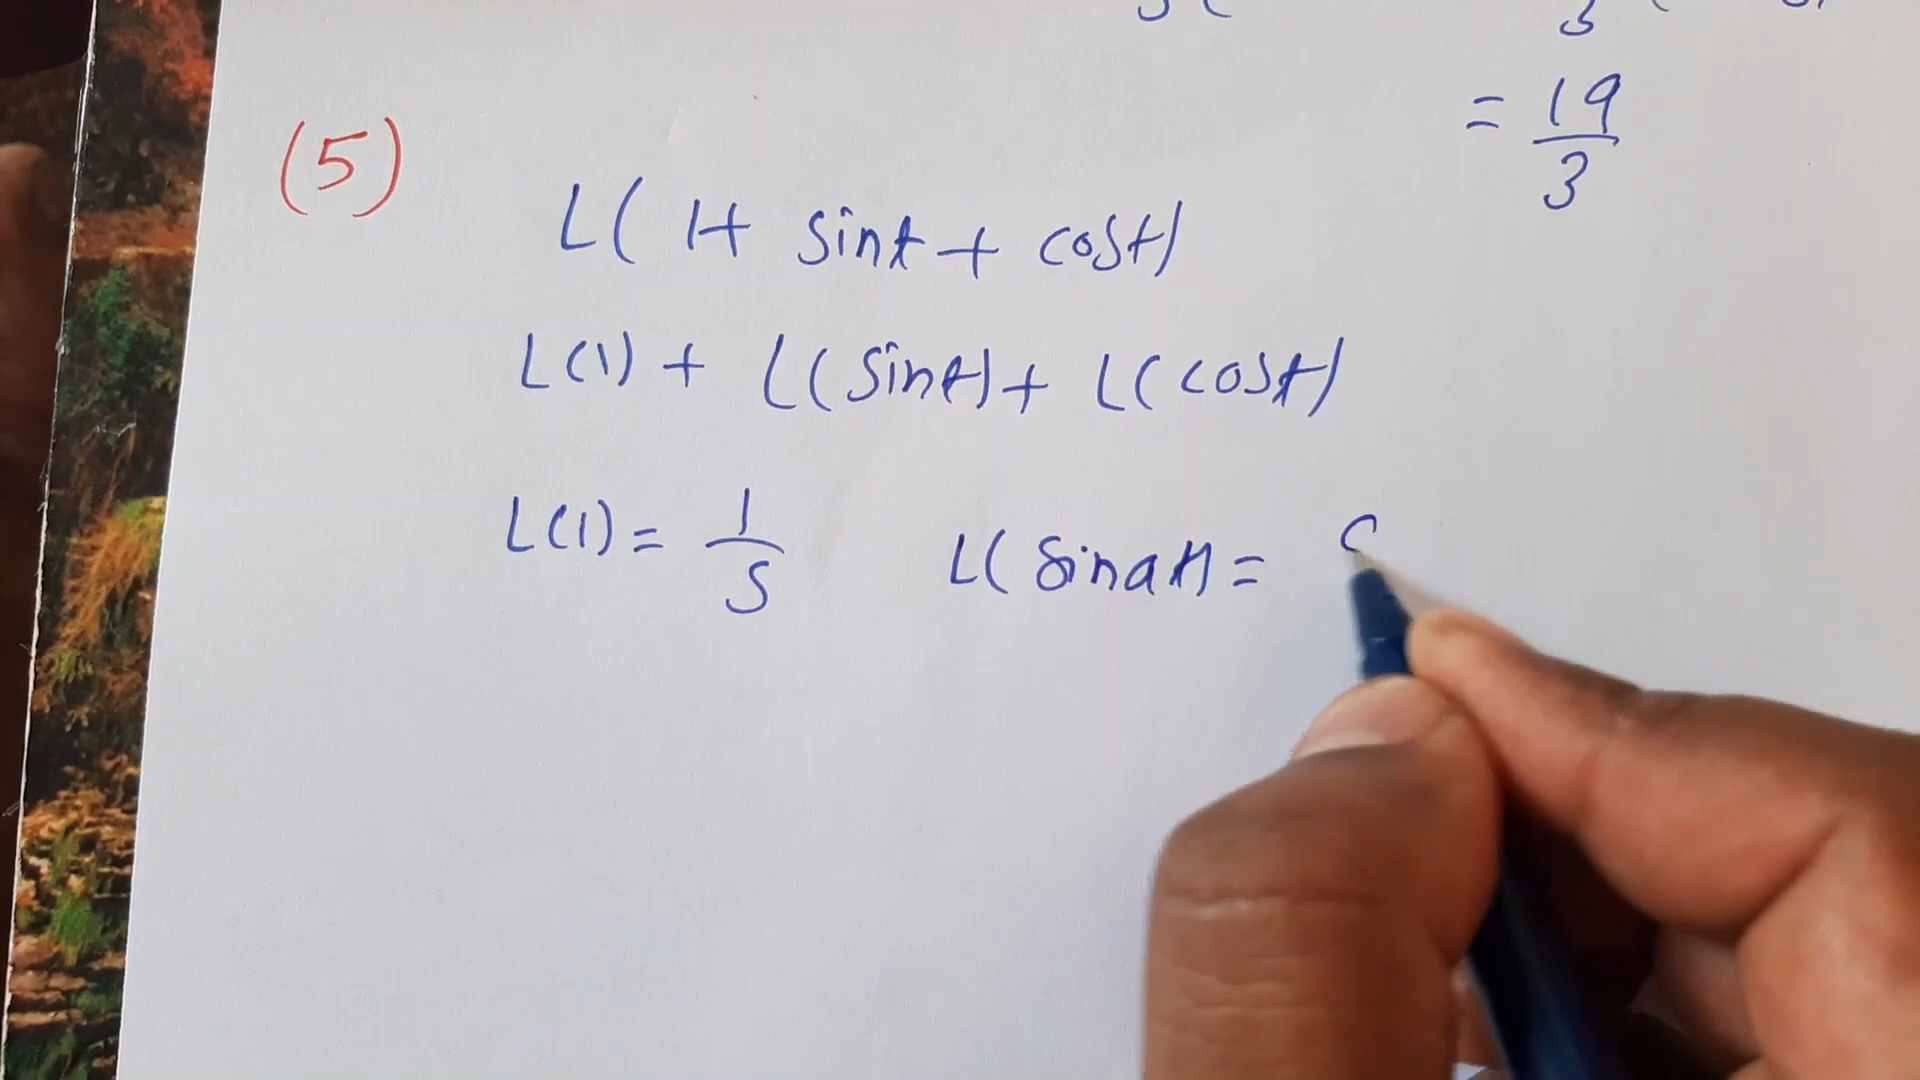 = 19/3
(5)
L( 1+ sint + cost)
L(1) + L(sint) + L(cost)
L(1) = 1/S L(sinat) =